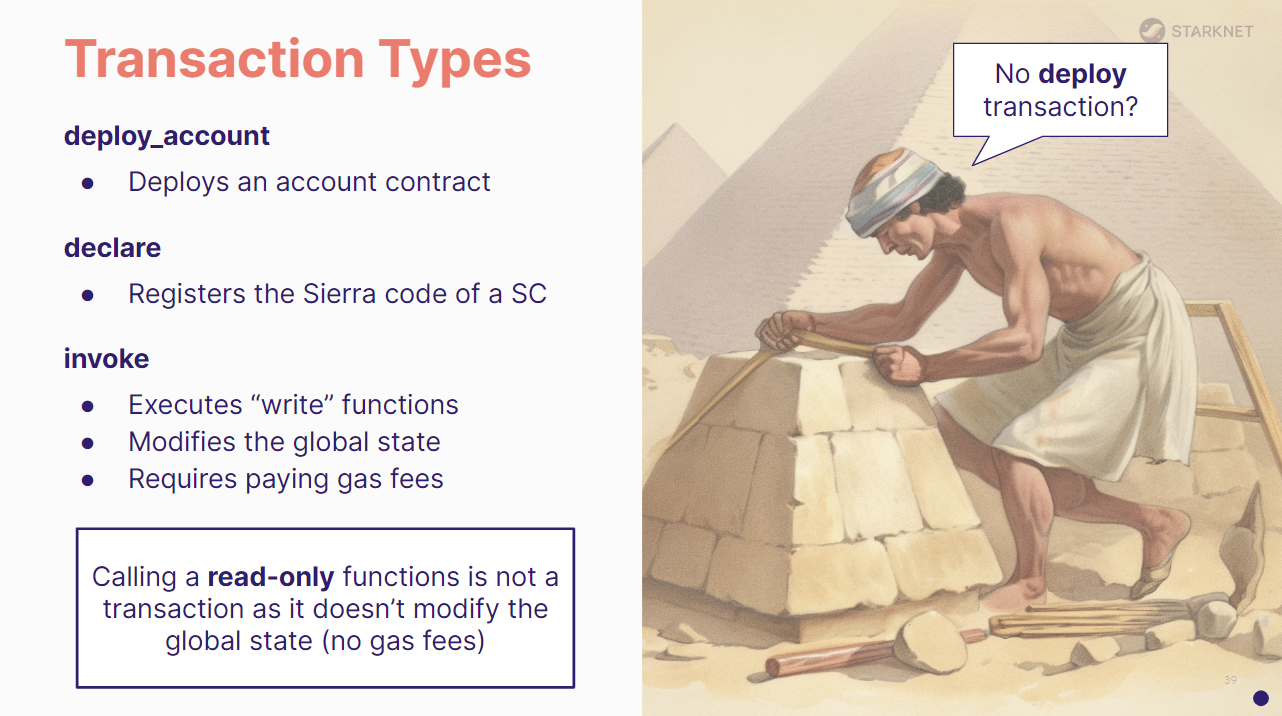 Transaction Types
deploy_account
● Deploys an account contract
declare
● Registers the Sierra code of a SC
invoke
● Executes “write” functions
● Modifies the global state
● Requires paying gas fees
Calling a read-only functions is not a
transaction as it doesn’t modify the
global state (no gas fees)
STARKNET
No deploy
transaction?
39